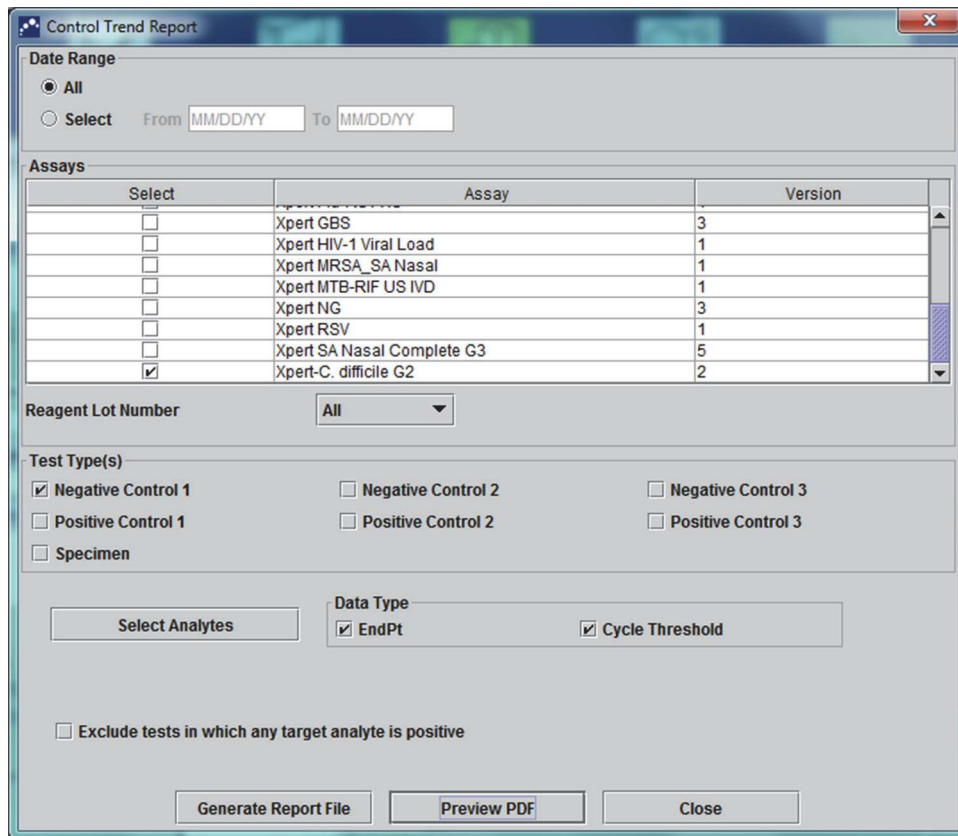 Control Trend Report
Date Range
All
Select From MM/DD/YY To MM/DD/YY
Assays
Select Assay Version
Xpert GBS 3
Xpert HIV-1 Viral Load 1
Xpert MRSA_SA Nasal 1
Xpert MTB-RIF US IVD 1
Xpert NG 3
Xpert RSV 1
Xpert SA Nasal Complete G3 5
Xpert-C. difficile G2 2
Reagent Lot Number All
Test Type(s)
Negative Control 1 Negative Control 2 Negative Control 3
Positive Control 1 Positive Control 2 Positive Control 3
Specimen
Data Type
Select Analytes EndPt Cycle Threshold
Exclude tests in which any target analyte is positive
Generate Report File Preview PDF Close